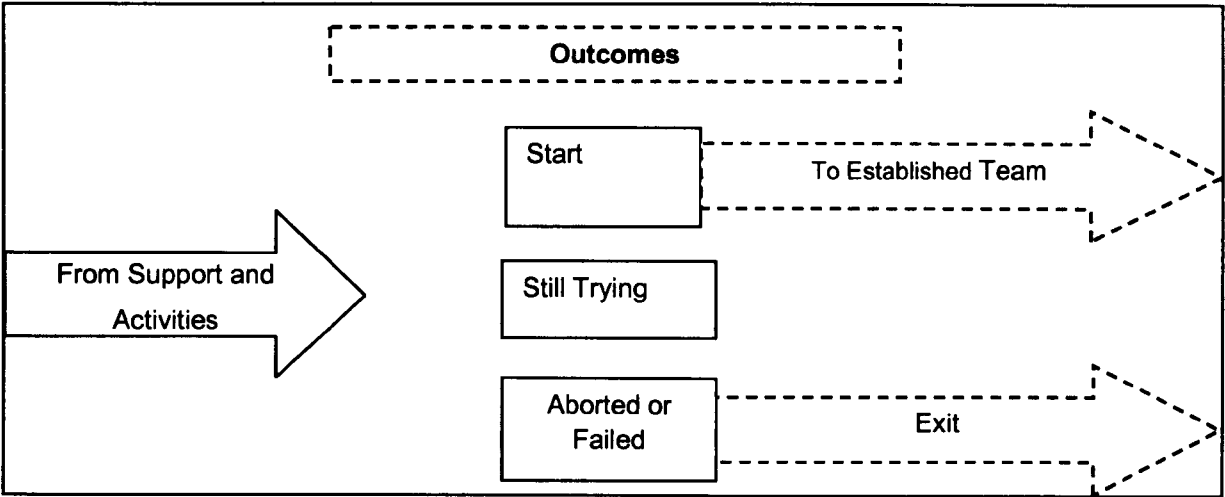 Outcomes
Start
To Established Team
From Support and
Activities
Still Trying
Aborted or
Failed
Exit